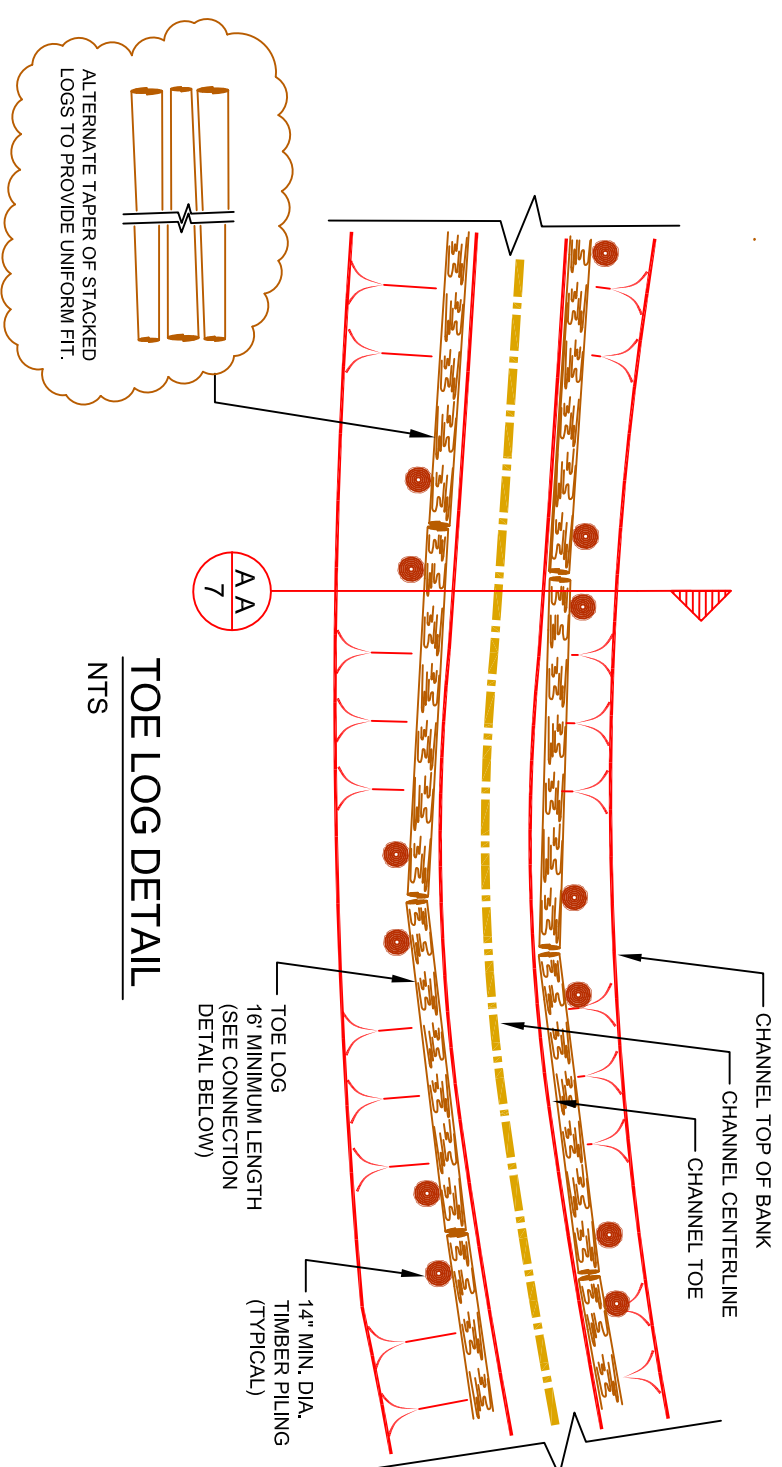 CHANNEL TOP OF BANK
CHANNEL CENTERLINE
CHANNEL TOE
ALTERNATE TAPER OF STACKED
LOGS TO PROVIDE UNIFORM FIT.
A A
7
TOE LOG
16' MINIMUM LENGTH
(SEE CONNECTION
DETAIL BELOW)
14" MIN. DIA.
TIMBER PILING
(TYPICAL)
TOE LOG DETAIL
NTS